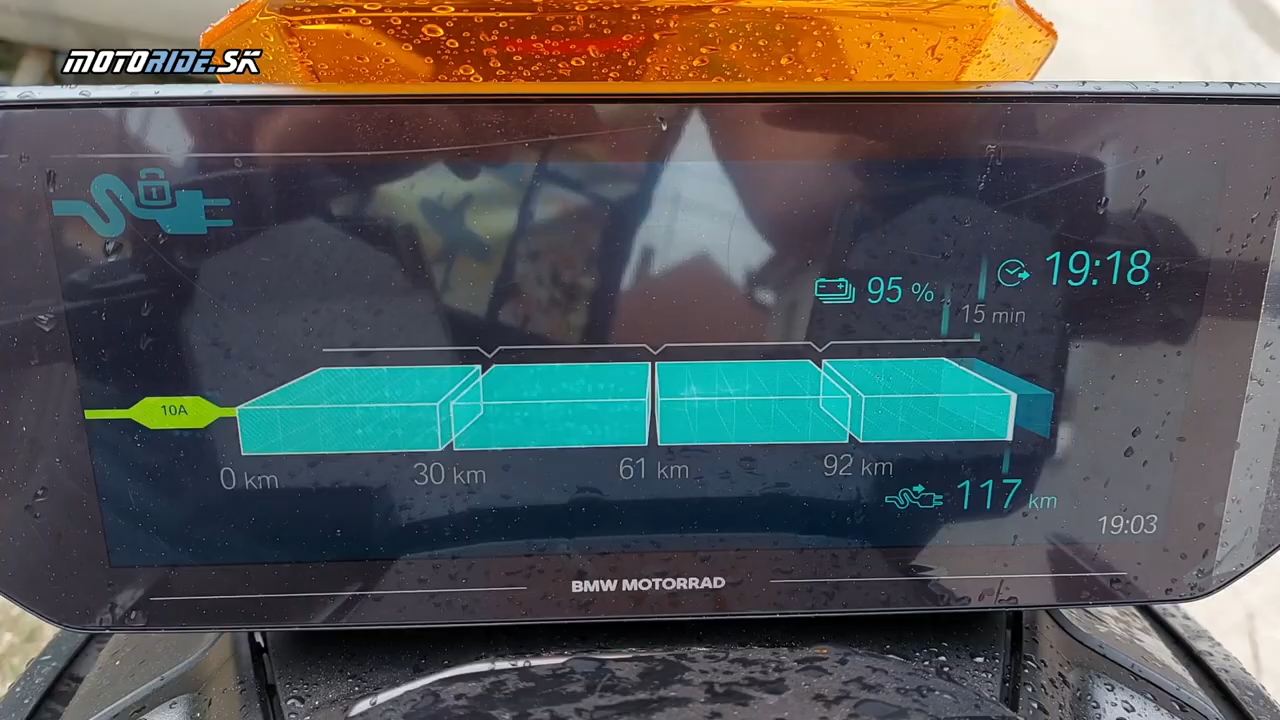 MOTORIDE.SK
19:18
95 %
15 min
10A
0 km
30 km
61 km
92 km
117 km
19:03
BMW MOTORRAD